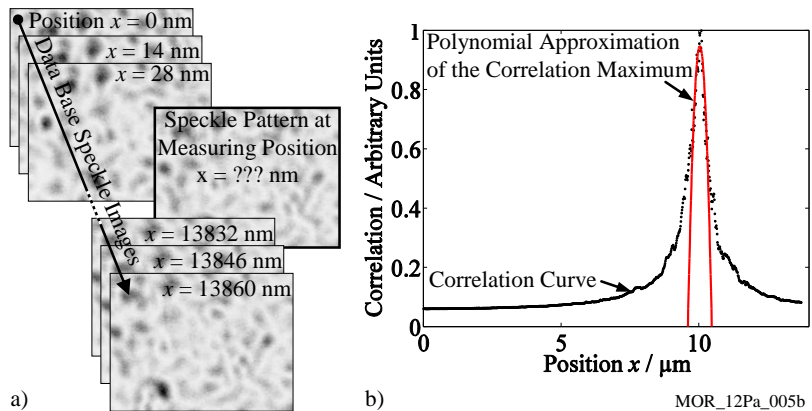 Position x = 0 nm
x = 14 nm
x = 28 nm
Data Base Speckle Images
Speckle Pattern at
Measuring Position
x = ??? nm
x = 13832 nm
x = 13846 nm
x = 13860 nm
a)
Correlation / Arbitrary Units
1
0.8
0.6
0.4
0.2
0
Polynomial Approximation
of the Correlation Maximum
Correlation Curve
0
5
10
Position x / μm
b)
MOR_12Pa_005b